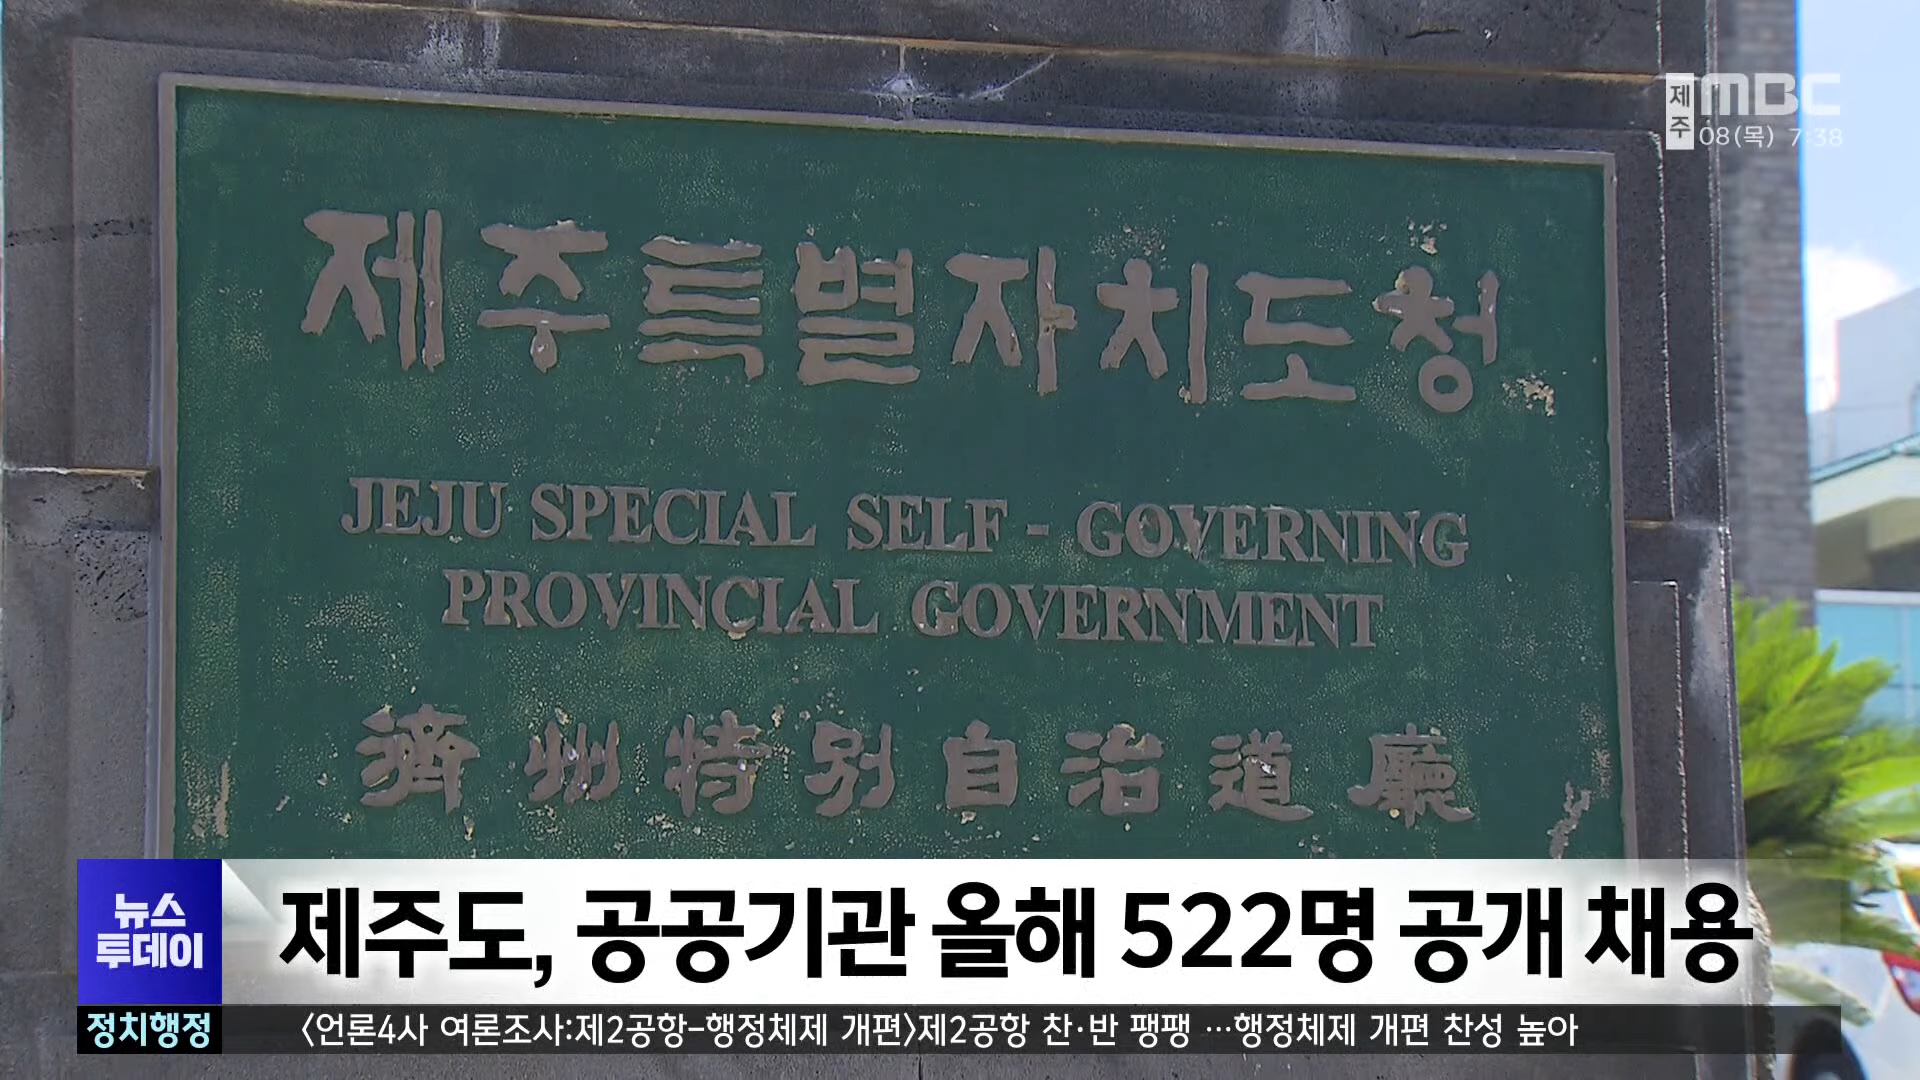 제주 MBC
08(목) 7:38
제주특별자치도청
JEJU SPECIAL SELF - GOVERNING
PROVINCIAL GOVERNMENT
濟州特別自治道廳
뉴스
투데이
제주도, 공공기관 올해 522명 공개 채용
정치행정
〈언론4사 여론조사:제2공항-행정체제 개편〉제2공항 찬·반 팽팽 …행정체제 개편 찬성 높아